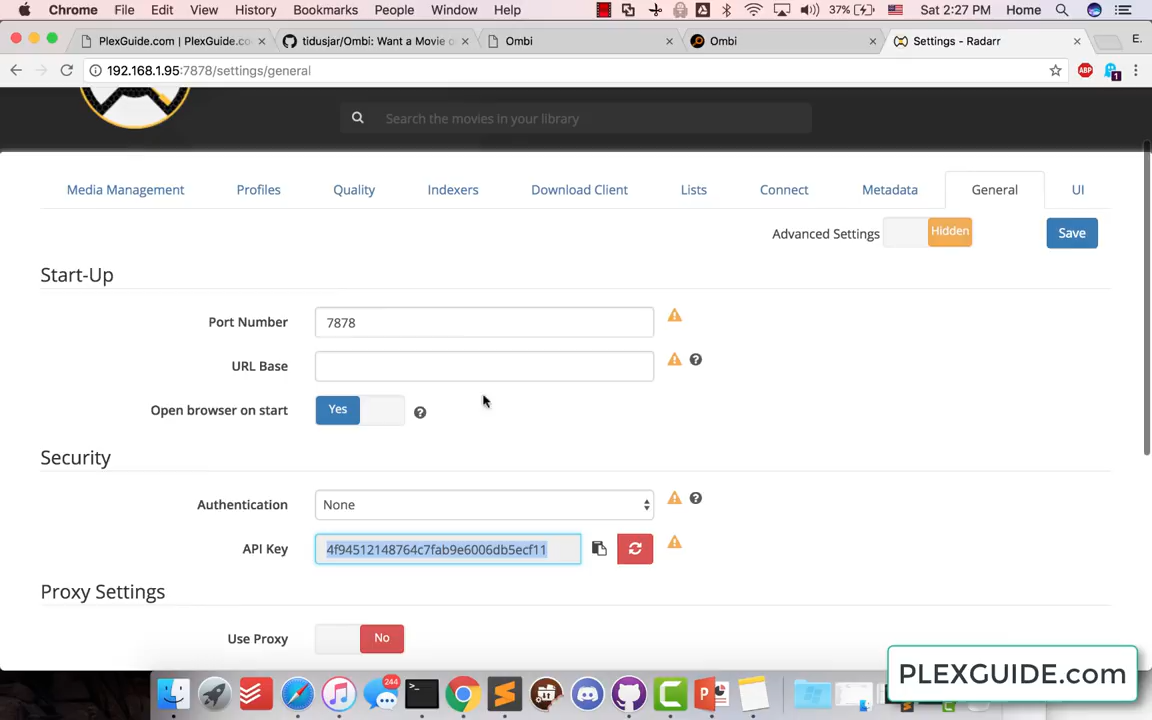 Chrome File Edit View History Bookmarks People Window Help 37% Sat 2:27 PM Home
PlexGuide.com | PlexGuide.co tidusjar/Ombi: Want a Movie o Ombi Ombi Settings - Radarr E.
192.168.1.95:7878/settings/general ABP 1
Search the movies in your library
Media Management Profiles Quality Indexers Download Client Lists Connect Metadata General UI
Advanced Settings Hidden Save
Start-Up
Port Number 7878
URL Base
Open browser on start Yes
Security
Authentication None
API Key 4f94512148764c7fab9e6006db5ecf11
Proxy Settings
Use Proxy No
PLEXGUIDE.com
244